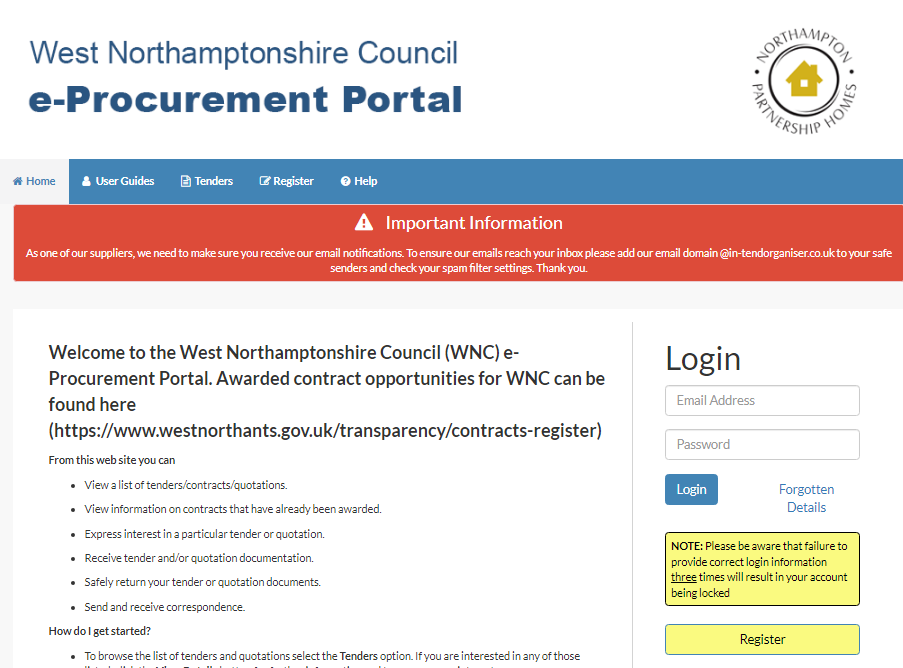 West Northamptonshire Council
e-Procurement Portal
NORTHAMPTON
PARTNERSHIP HOMES
Home
User Guides
Tenders
Register
Help
Important Information
As one of our suppliers, we need to make sure you receive our email notifications. To ensure our emails reach your inbox please add our email domain @in-tendorganiser.co.uk to your safe
senders and check your spam filter settings. Thank you.
Welcome to the West Northamptonshire Council (WNC) e-
Procurement Portal. Awarded contract opportunities for WNC can be
found here
(https://www.westnorthants.gov.uk/transparency/contracts-register)
From this web site you can
View a list of tenders/contracts/quotations.
View information on contracts that have already been awarded.
Express interest in a particular tender or quotation.
Receive tender and/or quotation documentation.
Safely return your tender or quotation documents.
Send and receive correspondence.
How do I get started?
To browse the list of tenders and quotations select the Tenders option. If you are interested in any of those
Login
Email Address
Password
Login
Forgotten
Details
NOTE: Please be aware that failure to
provide correct login information
three times will result in your account
being locked
Register